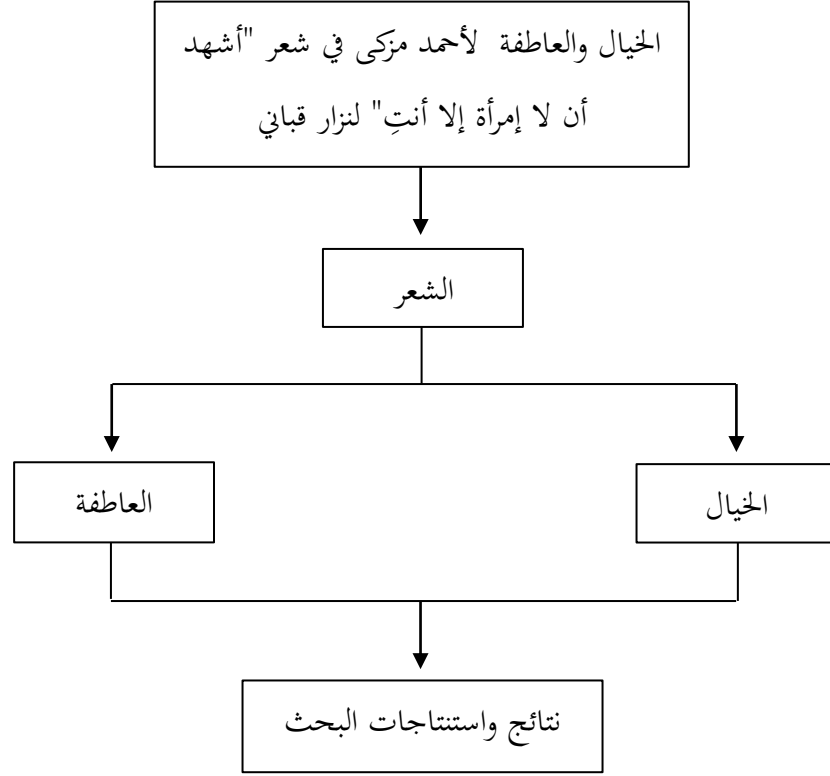 الخيال والعاطفة لأحمد مزكى في شعر "أشهد
أن لا إمرأة إلا أنتِ" لنزار قباني
الشعر
الخيال
العاطفة
نتائج واستنتاجات البحث